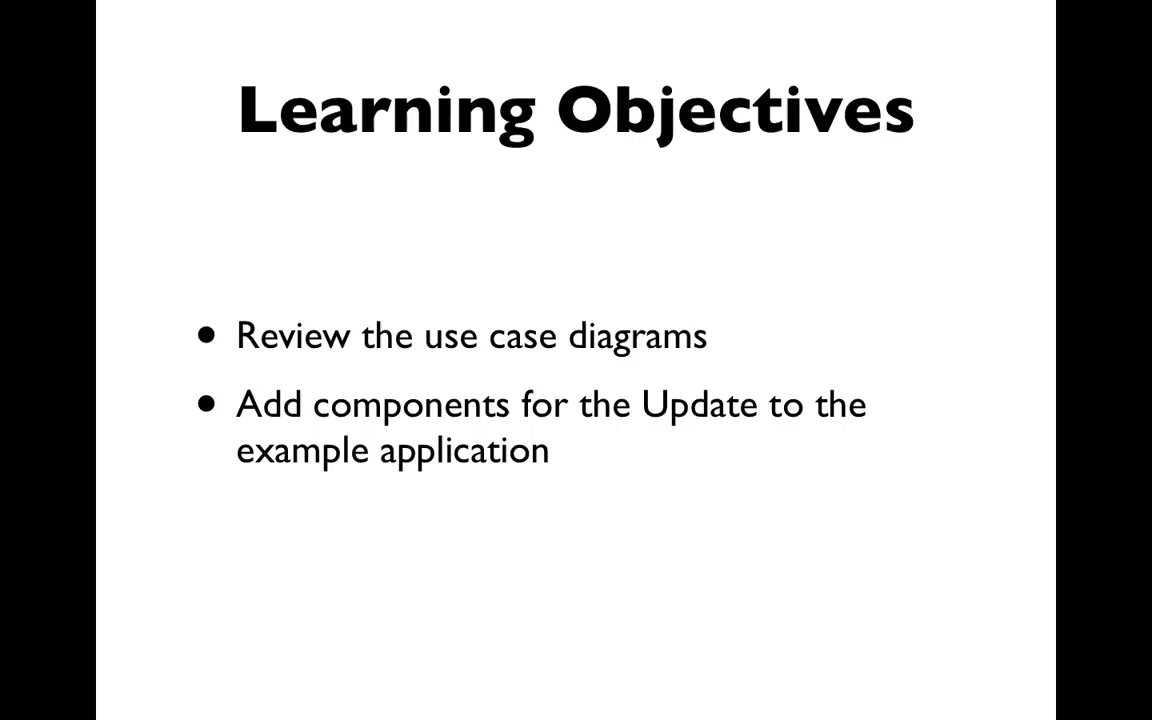 Learning Objectives
• Review the use case diagrams
• Add components for the Update to the
example application